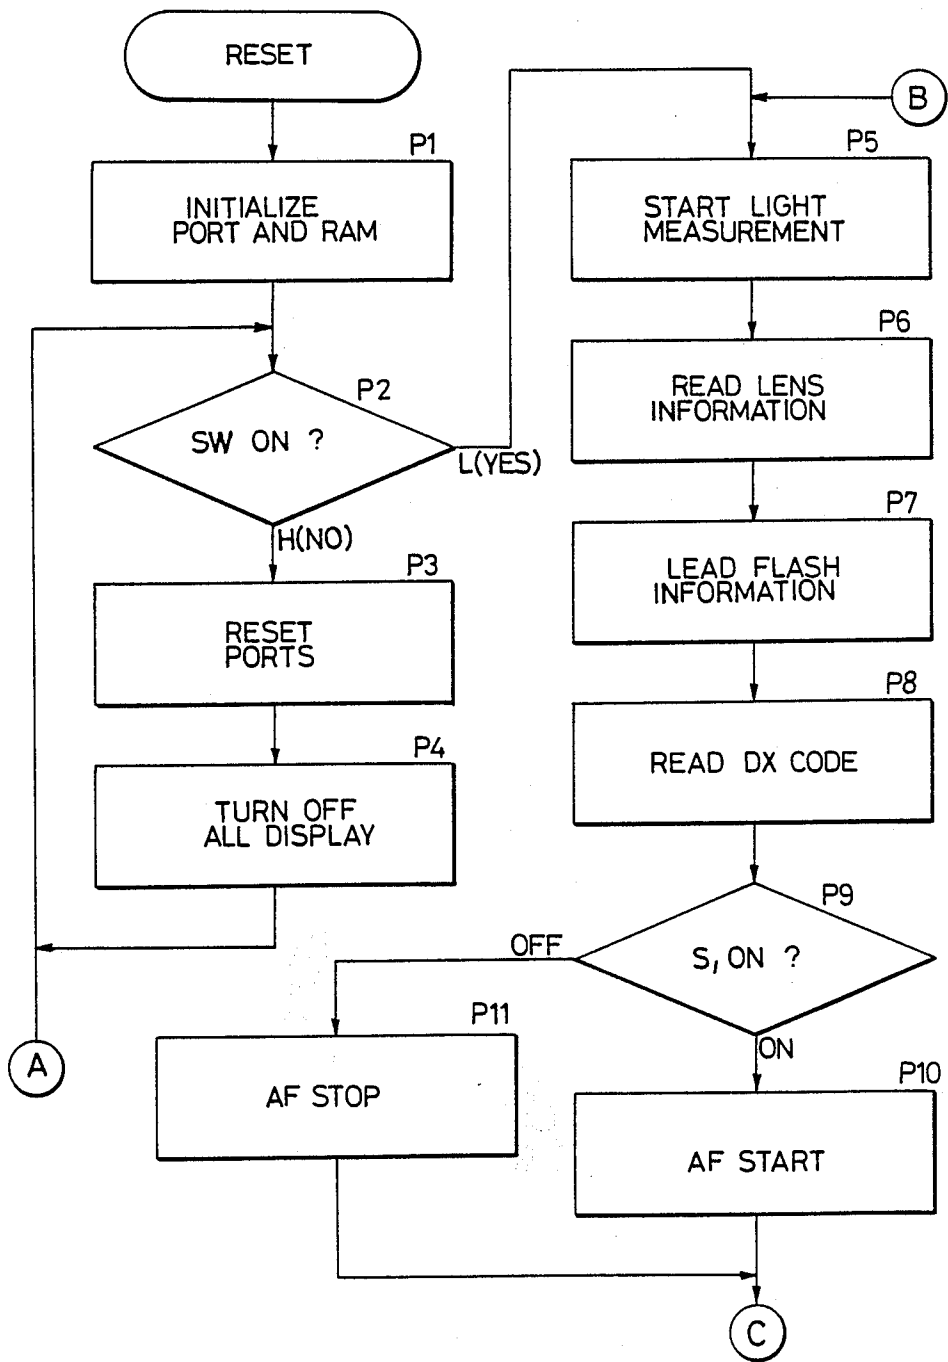 RESET
P1
INITIALIZE
PORT AND RAM
P2
SW ON ?
L(YES)
H(NO)
P3
RESET
PORTS
P4
TURN OFF
ALL DISPLAY
A
B
P5
START LIGHT
MEASUREMENT
P6
READ LENS
INFORMATION
P7
LEAD FLASH
INFORMATION
P8
READ DX CODE
P9
S, ON ?
OFF
ON
P11
AF STOP
P10
AF START
C